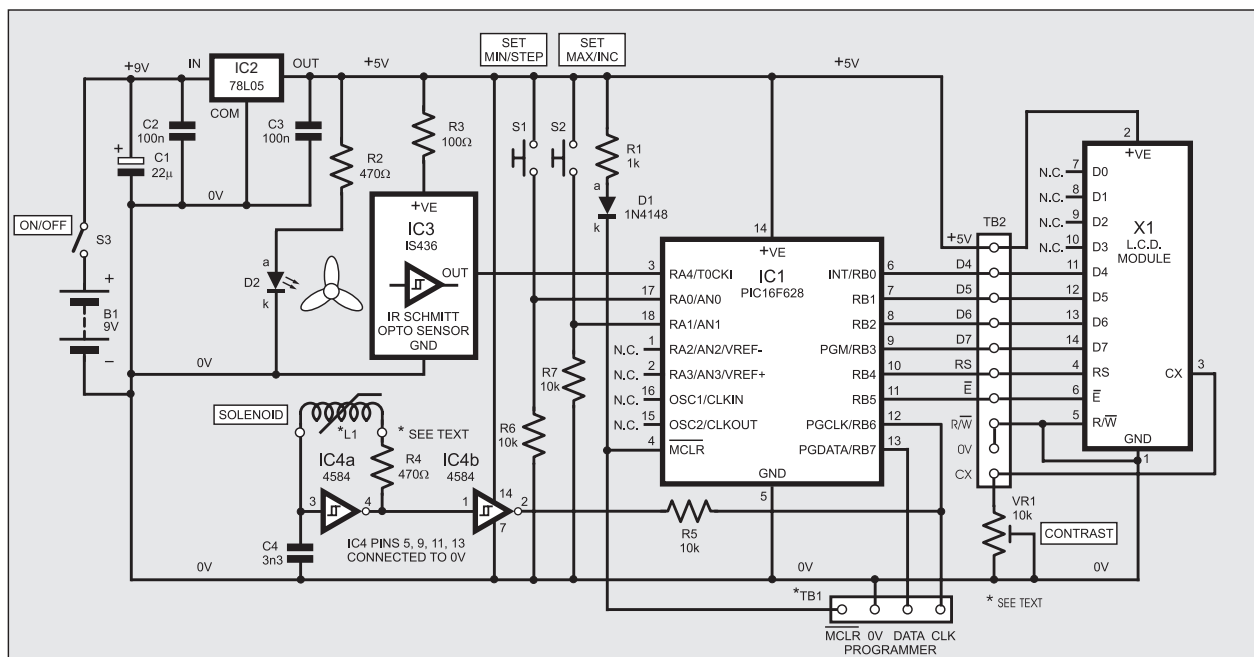 SET
MIN/STEP
SET
MAX/INC
+9V
IN
IC2
78L05
OUT
COM
+5V
+5V
C2
100n
C3
100n
+
C1
22µ
0V
R2
470Ω
R3
100Ω
S1
S2
R1
1k
a
D1
1N4148
k
ON/OFF
S3
+
B1
9V
–
a
D2
k
+VE
IC3
IS436
OUT
IR SCHMITT
OPTO SENSOR
GND
0V
14
+VE
IC1
PIC16F628
3
RA4/T0CKI
17
RA0/AN0
18
RA1/AN1
N.C.
1
RA2/AN2/VREF-
N.C.
2
RA3/AN3/VREF+
N.C.
16
OSC1/CLKIN
N.C.
15
OSC2/CLKOUT
4
MCLR
GND
5
INT/RB0
6
RB1
7
RB2
8
PGM/RB3
9
RB4
10
RB5
11
PGCLK/RB6
12
PGDATA/RB7
13
TB2
+5V
D4
D5
D6
D7
RS
E
R/W
0V
CX
2
+VE
N.C.
7
D0
N.C.
8
D1
N.C.
9
D2
N.C.
10
D3
11
D4
12
D5
13
D6
14
D7
4
RS
6
E
5
R/W
X1
L.C.D.
MODULE
CX
3
GND
1
SOLENOID
*L1
* SEE TEXT
R4
470Ω
IC4a
4584
3
4
IC4b
4584
1
14
7
2
C4
3n3
IC4 PINS 5, 9, 11, 13
CONNECTED TO 0V
R6
10k
R7
10k
R5
10k
VR1
10k
CONTRAST
0V
0V
0V
*TB1
* SEE TEXT
MCLR 0V DATA CLK
PROGRAMMER